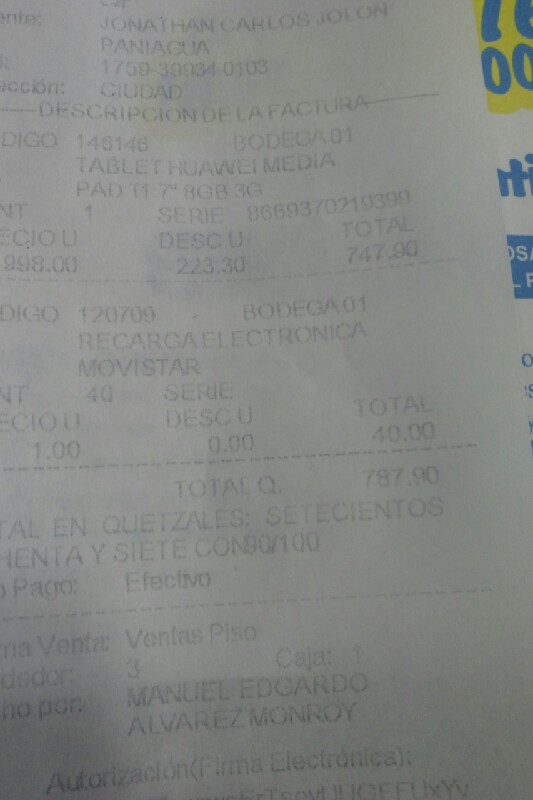 CIF
ente: JONATHAN CARLOS JOLON
PANIAGUA
1759-39934-0103
ección: CIUDAD
DESCRIPCION DE LA FACTURA
DIGO 146146 BODEGA 01
TABLET HUAWEI MEDIA
PAD T1 7" 8GB 3G
NT 1 SERIE 8669370219399
ECIO U DESC U TOTAL
998.00 223.30 747.90
DIGO 120709 BODEGA 01
RECARGA ELECTRONICA
MOVISTAR
NT 40 SERIE
ECIO U DESC U TOTAL
1.00 0.00 40.00
TOTAL Q. 787.90
TAL EN QUETZALES: SETECIENTOS
HENTA Y SIETE CON90/100
o Pago: Efectivo
ma Venta: Ventas Piso
dedor: 3 Caja: 1
ho por: MANUEL EDGARDO
ALVAREZ MONROY
Autorización(Firma Electrónica):